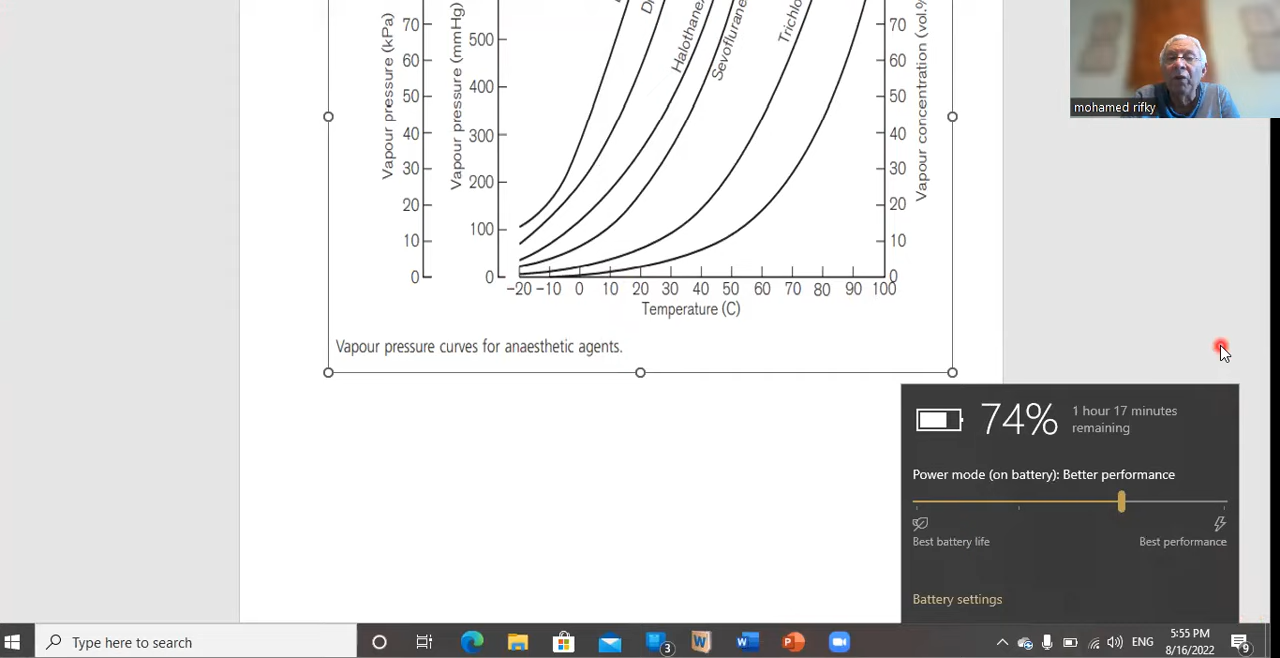 Vapour pressure (kPa)
70
60
50
40
30
20
10
0
Vapour pressure (mmHg)
500
400
300
200
100
0
Halothane
Sevoflurane
70
60
50
40
30
20
10
0
−20 −10 0 10 20 30 40 50 60 70 80 90 100
Temperature (C)
Vapour pressure curves for anaesthetic agents.
mohamed rifky
74%
1 hour 17 minutes
remaining
Power mode (on battery): Better performance
Best battery life
Best performance
Battery settings
Type here to search
3
ENG
5:55 PM
8/16/2022
9
Vapour concentration (vol.%